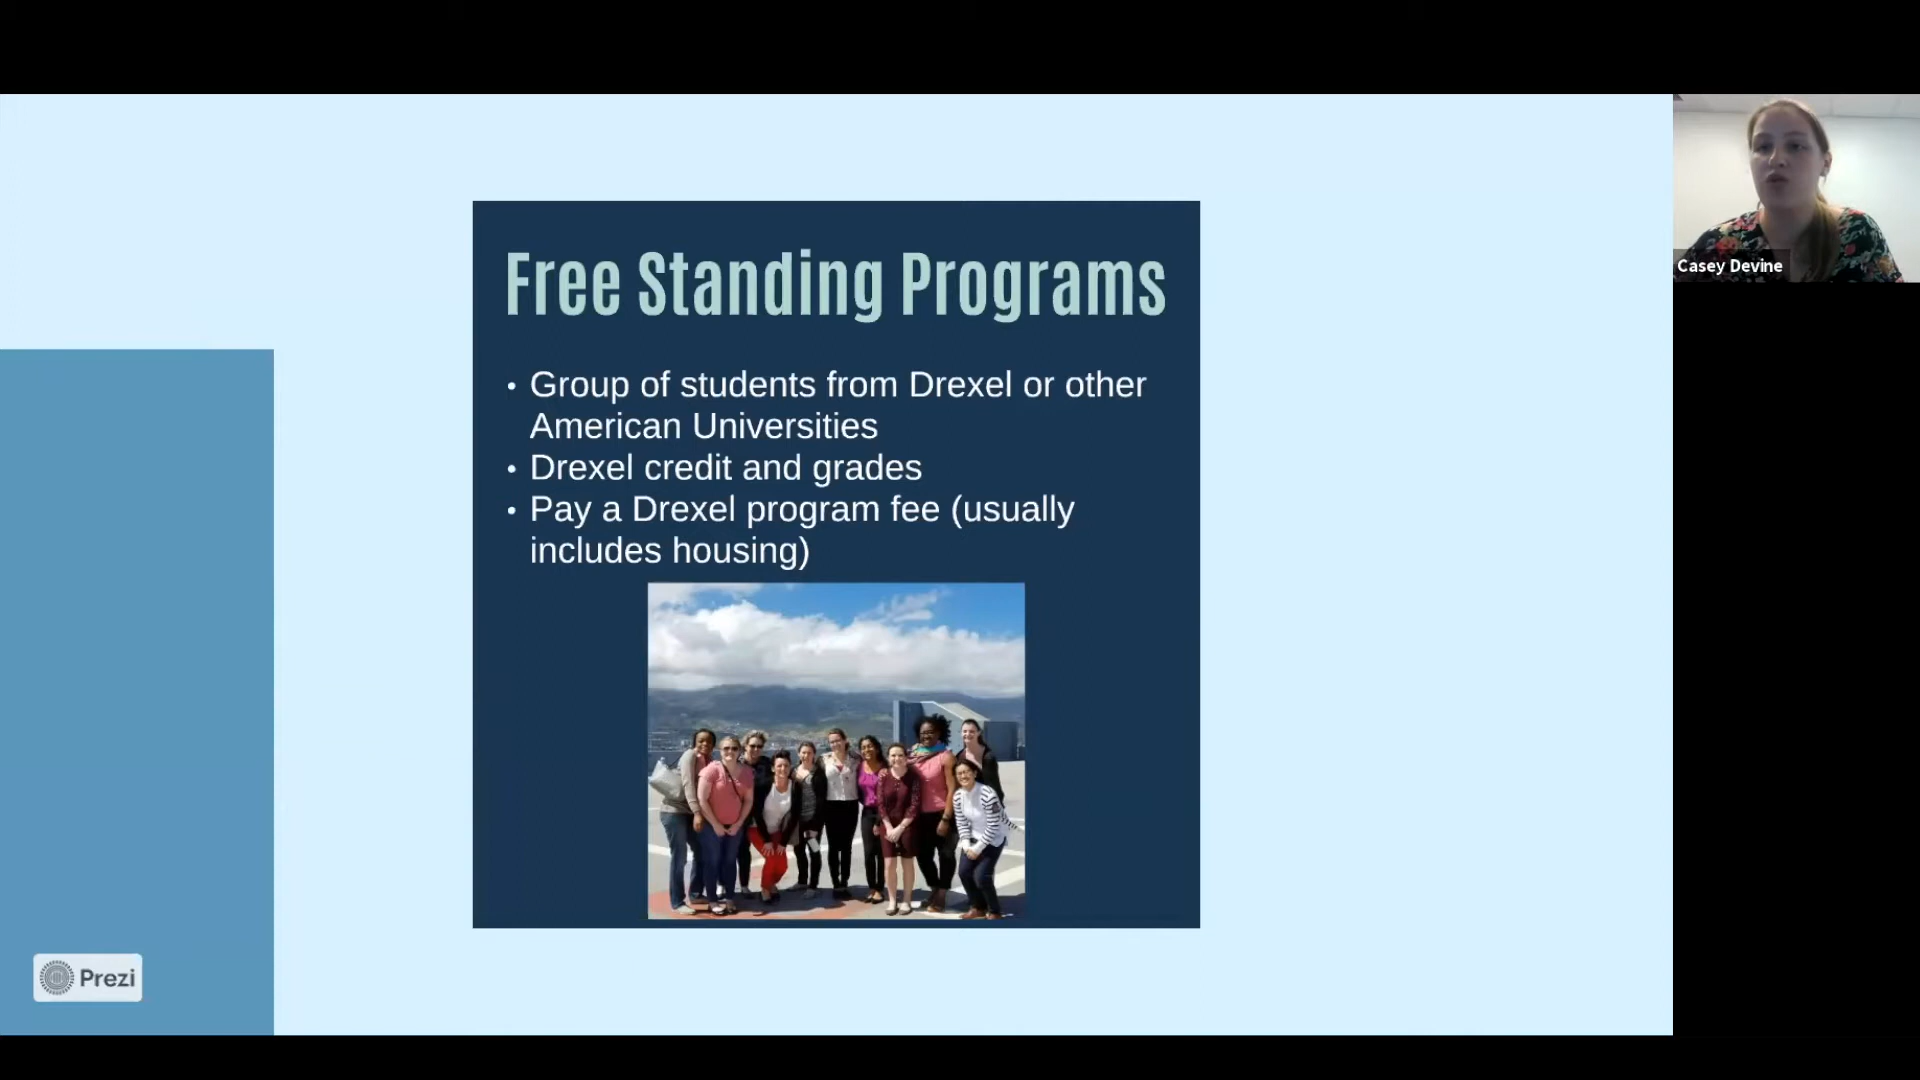 Free Standing Programs
• Group of students from Drexel or other
American Universities
• Drexel credit and grades
• Pay a Drexel program fee (usually
includes housing)
Casey Devine
Prezi